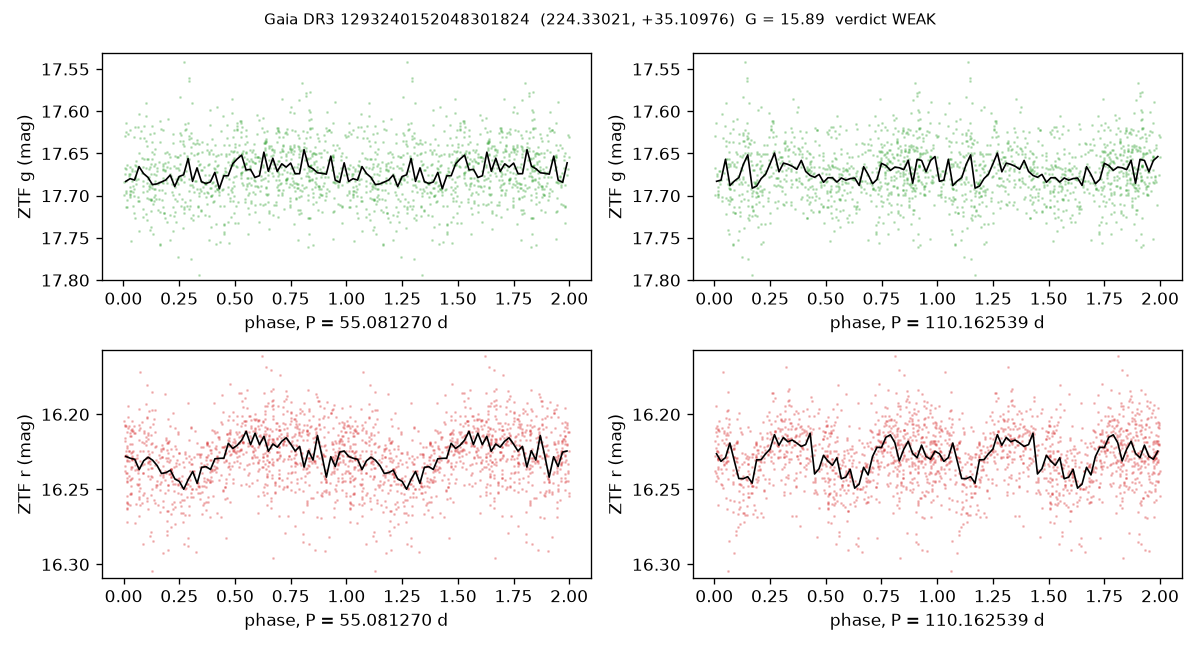 Gaia DR3 1293240152048301824 (224.33021, +35.10976) G = 15.89 verdict WEAK
ZTF g (mag)
17.55
17.60
17.65
17.70
17.75
17.80
0.00 0.25 0.50 0.75 1.00 1.25 1.50 1.75 2.00
phase, P = 55.081270 d
ZTF g (mag)
17.55
17.60
17.65
17.70
17.75
17.80
0.00 0.25 0.50 0.75 1.00 1.25 1.50 1.75 2.00
phase, P = 110.162539 d
ZTF r (mag)
16.20
16.25
16.30
0.00 0.25 0.50 0.75 1.00 1.25 1.50 1.75 2.00
phase, P = 55.081270 d
ZTF r (mag)
16.20
16.25
16.30
0.00 0.25 0.50 0.75 1.00 1.25 1.50 1.75 2.00
phase, P = 110.162539 d